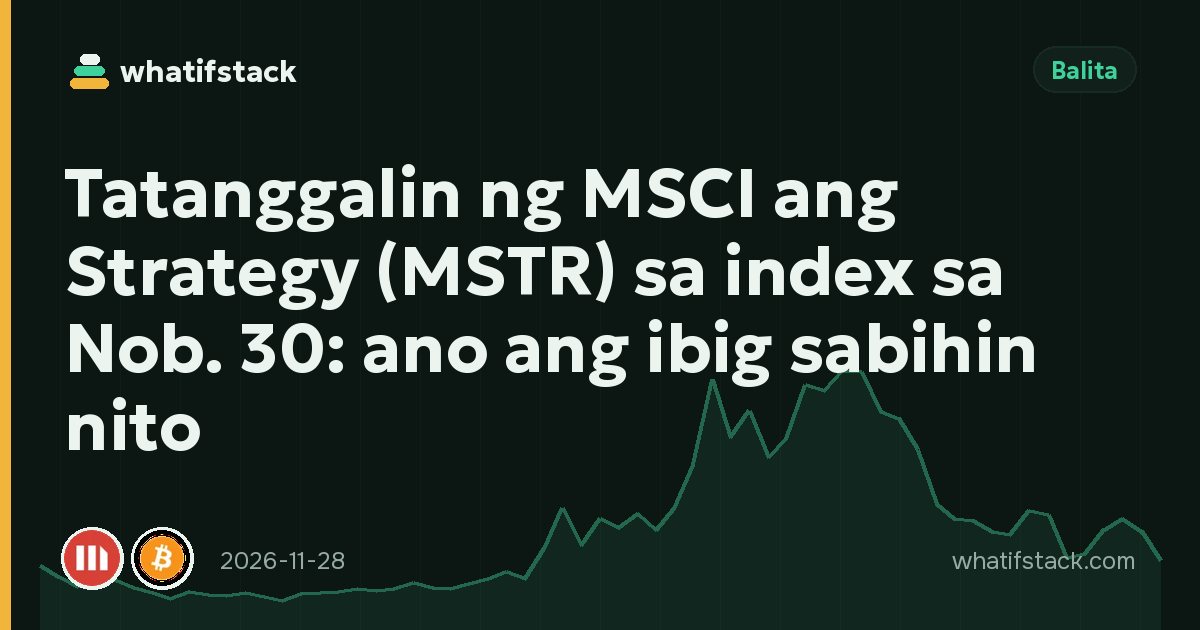 whatifstack
Balita
Tatanggalin ng MSCI ang
Strategy (MSTR) sa index sa
Nob. 30: ano ang ibig sabihin
nito
2026-11-28
whatifstack.com